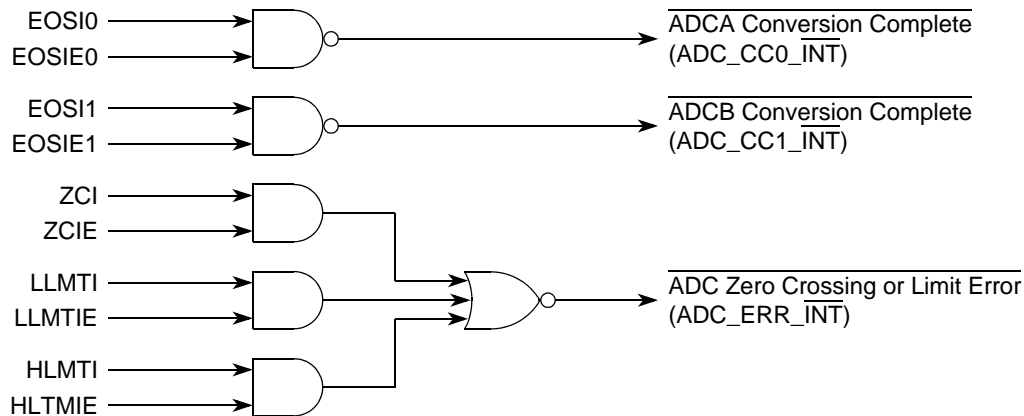 EOSI0
EOSIE0
ADCA Conversion Complete
(ADC_CC0_INT)
EOSI1
EOSIE1
ADCB Conversion Complete
(ADC_CC1_INT)
ZCI
ZCIE
LLMTI
LLMTIE
ADC Zero Crossing or Limit Error
(ADC_ERR_INT)
HLMTI
HLTMIE